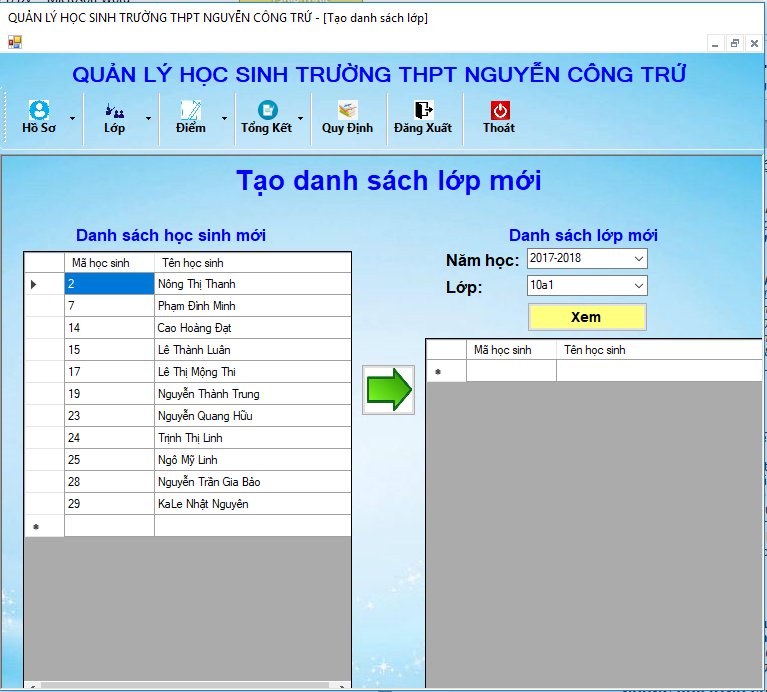 QUẢN LÝ HỌC SINH TRƯỜNG THPT NGUYỄN CÔNG TRỨ - [Tạo danh sách lớp]
QUẢN LÝ HỌC SINH TRƯỜNG THPT NGUYỄN CÔNG TRỨ
Hồ Sơ Lớp Điểm Tổng Kết Quy Định Đăng Xuất Thoát
Tạo danh sách lớp mới
Danh sách học sinh mới
Mã học sinh Tên học sinh
2 Nông Thị Thanh
7 Phạm Đình Minh
14 Cao Hoàng Đạt
15 Lê Thành Luân
17 Lê Thị Mộng Thi
19 Nguyễn Thành Trung
23 Nguyễn Quang Hữu
24 Trịnh Thị Linh
25 Ngô Mỹ Linh
28 Nguyễn Trần Gia Bảo
29 KaLe Nhật Nguyên
Danh sách lớp mới
Năm học: 2017-2018
Lớp: 10a1
Xem
Mã học sinh Tên học sinh